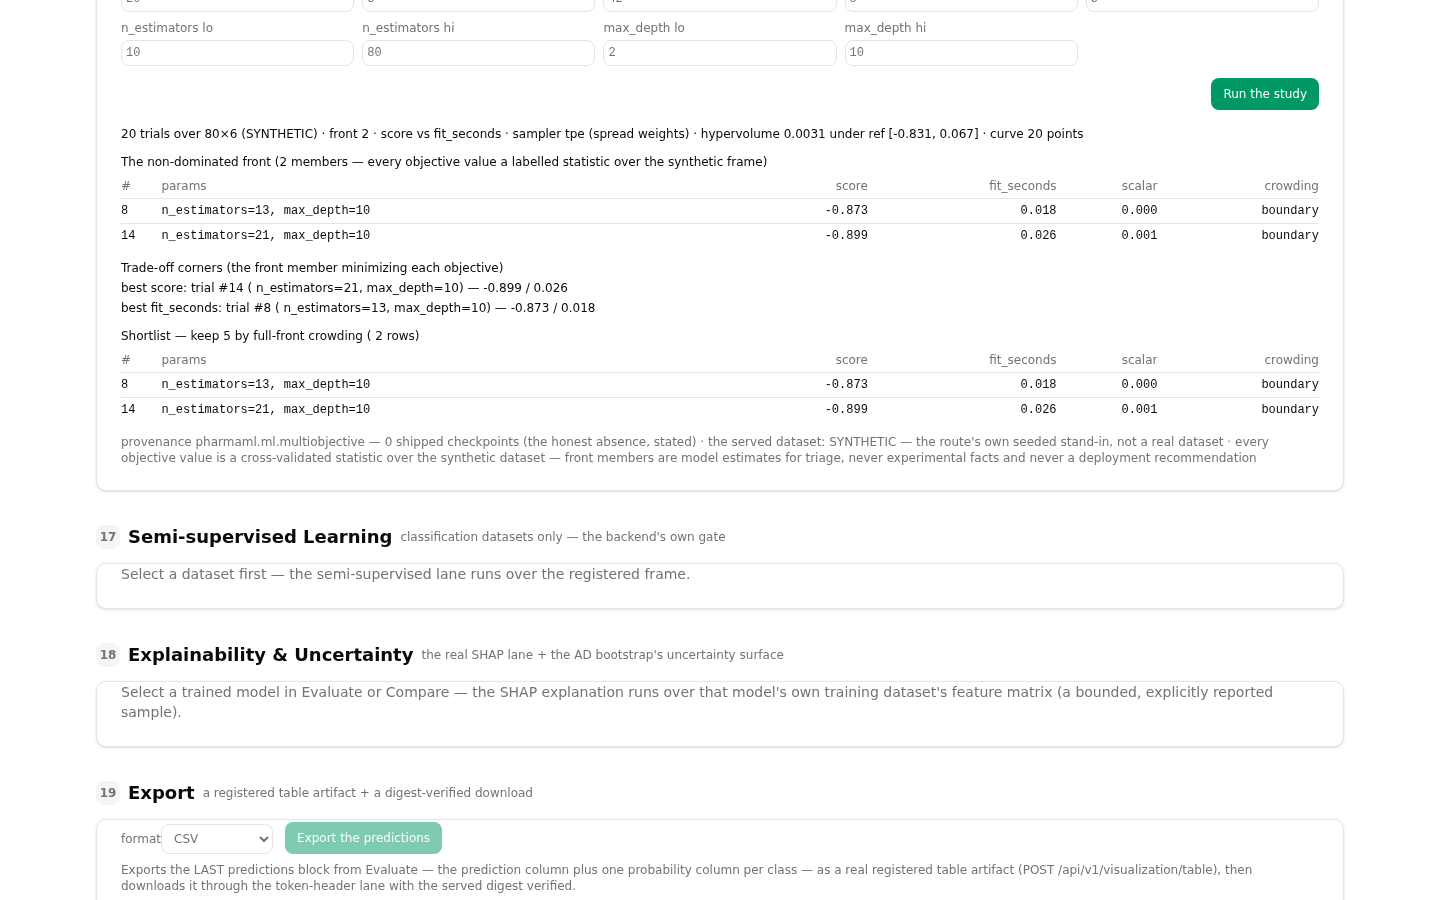 n_estimators lo n_estimators hi max_depth lo max_depth hi
10 80 2 10
Run the study
20 trials over 80×6 (SYNTHETIC) · front 2 · score vs fit_seconds · sampler tpe (spread weights) · hypervolume 0.0031 under ref [-0.831, 0.067] · curve 20 points
The non-dominated front (2 members — every objective value a labelled statistic over the synthetic frame)
# params score fit_seconds scalar crowding
8 n_estimators=13, max_depth=10 -0.873 0.018 0.000 boundary
14 n_estimators=21, max_depth=10 -0.899 0.026 0.001 boundary
Trade-off corners (the front member minimizing each objective)
best score: trial #14 ( n_estimators=21, max_depth=10) — -0.899 / 0.026
best fit_seconds: trial #8 ( n_estimators=13, max_depth=10) — -0.873 / 0.018
Shortlist — keep 5 by full-front crowding ( 2 rows)
# params score fit_seconds scalar crowding
8 n_estimators=13, max_depth=10 -0.873 0.018 0.000 boundary
14 n_estimators=21, max_depth=10 -0.899 0.026 0.001 boundary
provenance pharmaml.ml.multiobjective — 0 shipped checkpoints (the honest absence, stated) · the served dataset: SYNTHETIC — the route's own seeded stand-in, not a real dataset · every
objective value is a cross-validated statistic over the synthetic dataset — front members are model estimates for triage, never experimental facts and never a deployment recommendation
17 Semi-supervised Learning classification datasets only — the backend's own gate
Select a dataset first — the semi-supervised lane runs over the registered frame.
18 Explainability & Uncertainty the real SHAP lane + the AD bootstrap's uncertainty surface
Select a trained model in Evaluate or Compare — the SHAP explanation runs over that model's own training dataset's feature matrix (a bounded, explicitly reported
sample).
19 Export a registered table artifact + a digest-verified download
format CSV Export the predictions
Exports the LAST predictions block from Evaluate — the prediction column plus one probability column per class — as a real registered table artifact (POST /api/v1/visualization/table), then
downloads it through the token-header lane with the served digest verified.